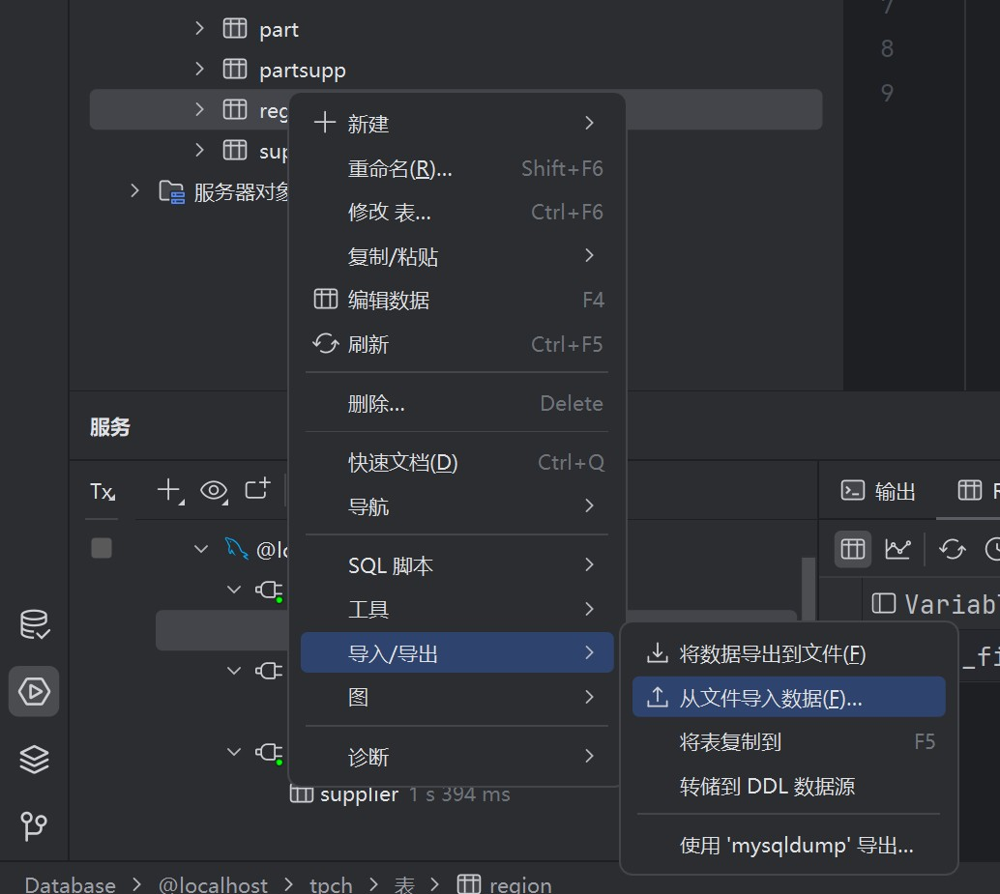 part
7
partsupp
8
reg
9
sup
服务器对象
新建
重命名(R)... Shift+F6
修改 表... Ctrl+F6
复制/粘贴
编辑数据 F4
刷新 Ctrl+F5
删除... Delete
快速文档(D) Ctrl+Q
导航
SQL 脚本
工具
导入/导出
图
诊断
服务
Tx
输出
@lo
Variab
_fi
将数据导出到文件(F)
从文件导入数据(F)...
将表复制到 F5
转储到 DDL 数据源
使用 'mysqldump' 导出...
supplier 1 s 394 ms
Database @localhost tpch 表 region